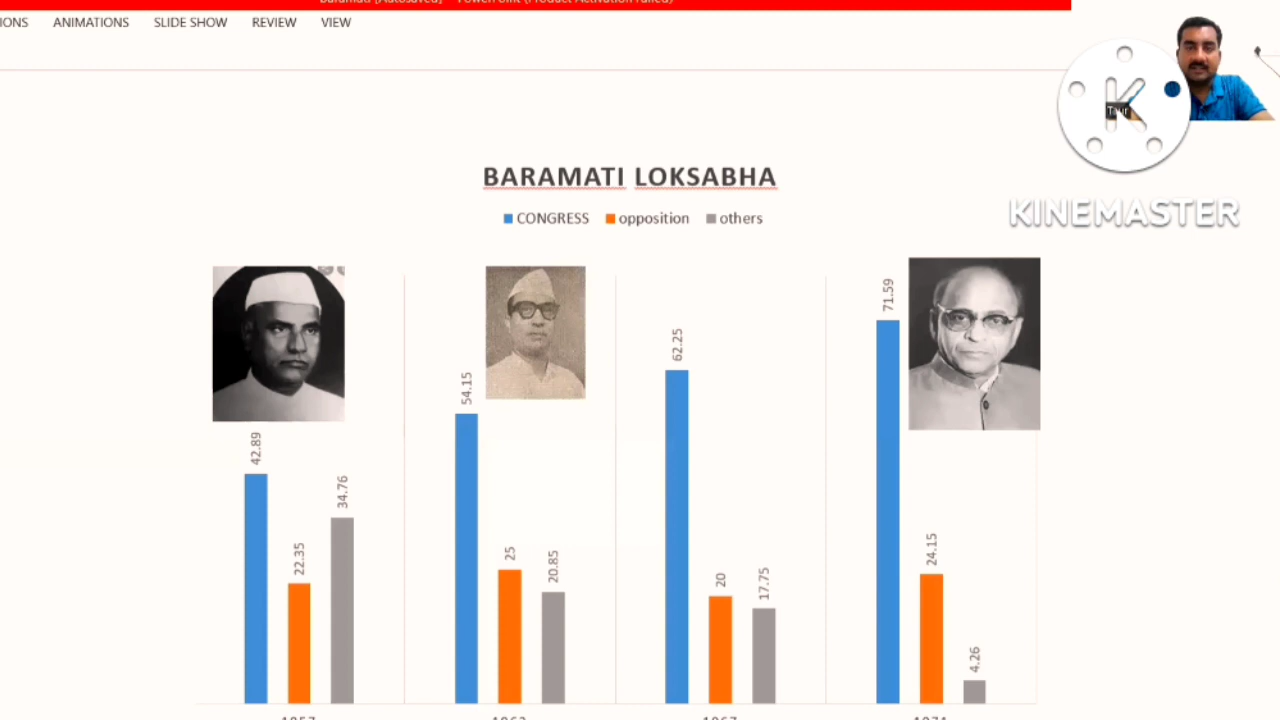 IONS ANIMATIONS SLIDE SHOW REVIEW VIEW
KINEMASTER
BARAMATI LOKSABHA
CONGRESS opposition others
42.89 22.35 34.76
54.15 25 20.85
62.25 20 17.75
71.59 24.15 4.26